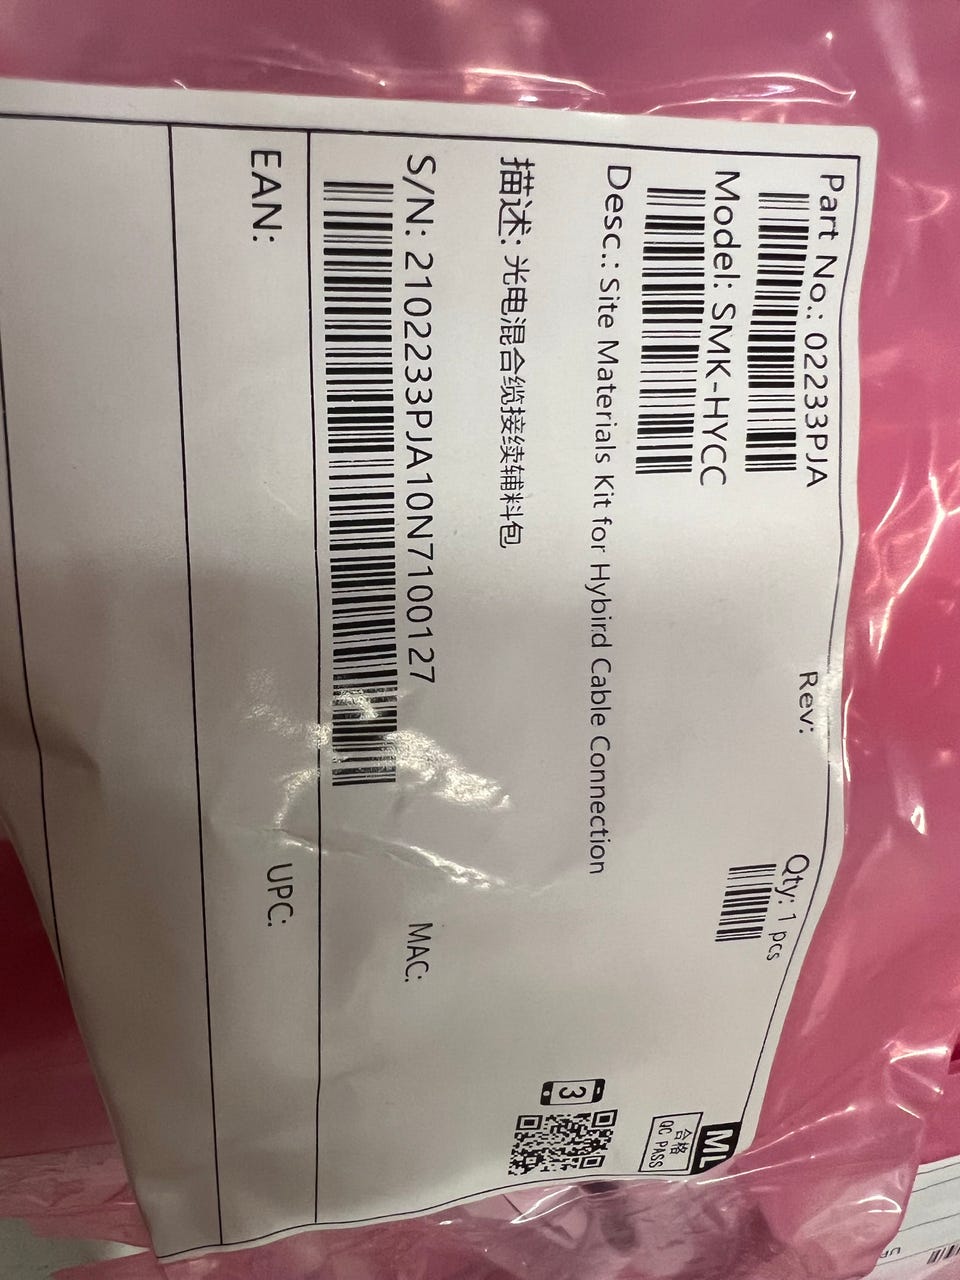 Part No.: 02233PJA
Rev:
Qty: 1 pcs
ML
Model: SMK-HYCC
合格
QC PASS
Desc.: Site Materials Kit for Hybird Cable Connection
3
描述: 光电混合缆接续辅料包
S/N: 2102233PJA10N7100127
MAC:
EAN:
UPC: